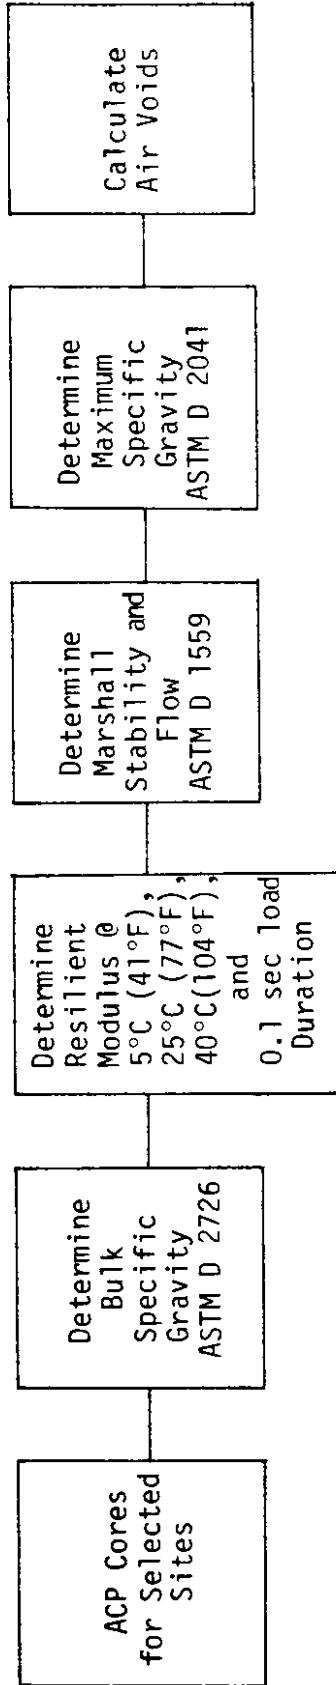 ACP Cores
for Selected
Sites
Determine
Bulk
Specific
Gravity
ASTM D 2726
Determine
Resilient
Modulus @
5°C (41°F),
25°C (77°F),
40°C(104°F),
and
0.1 sec load
Duration
Determine
Marshall
Stability and
Flow
ASTM D 1559
Determine
Maximum
Specific
Gravity
ASTM D 2041
Calculate
Air Voids